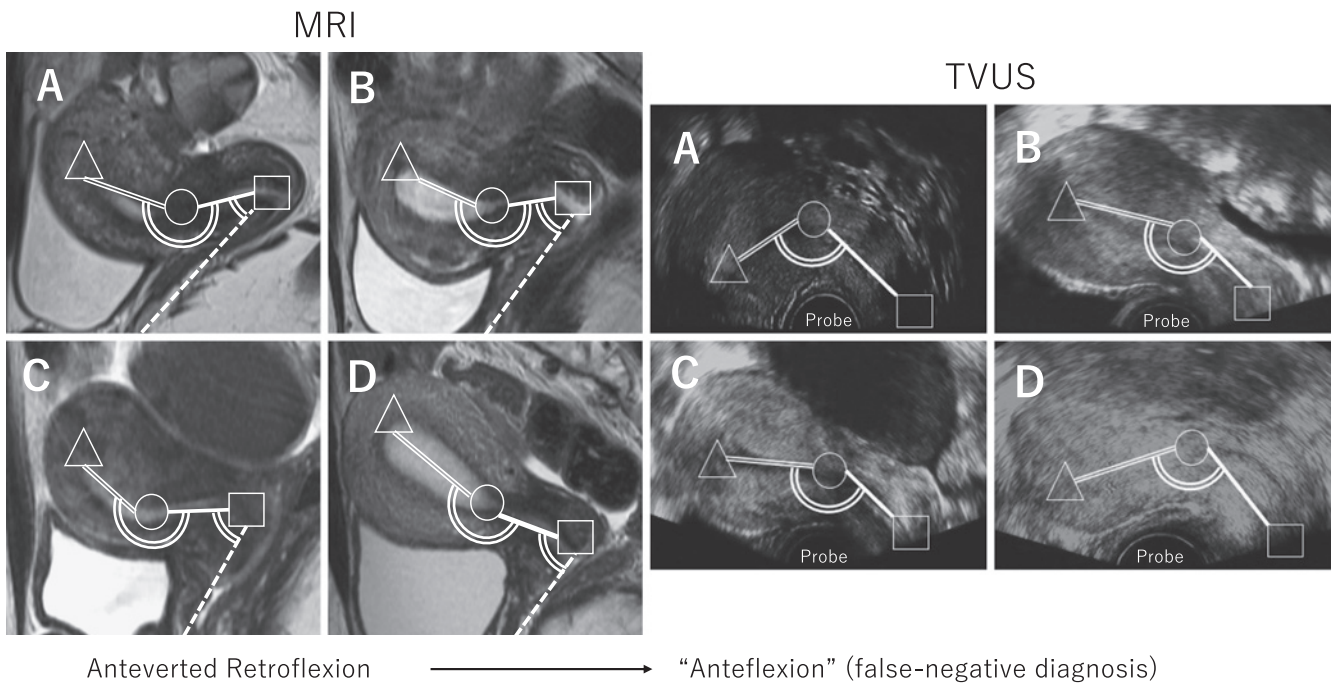 MRI
TVUS
A
B
A
B
Probe
Probe
C
D
C
D
Probe
Probe
Anteverted Retroflexion
“Anteflexion” (false-negative diagnosis)